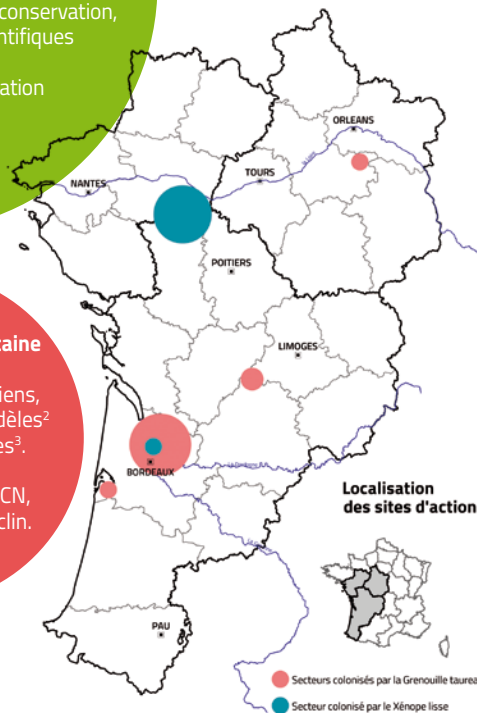 conservation,
ntifiques
ation
ORLEANS
TOURS
NANTES
POITIERS
LIMOGES
aine
iens,
dèles²
es³.
CN,
clin.
BORDEAUX
PAU
Localisation
des sites d'action
Secteurs colonisés par la Grenouille taureau
Secteur colonisé par le Xénope lisse